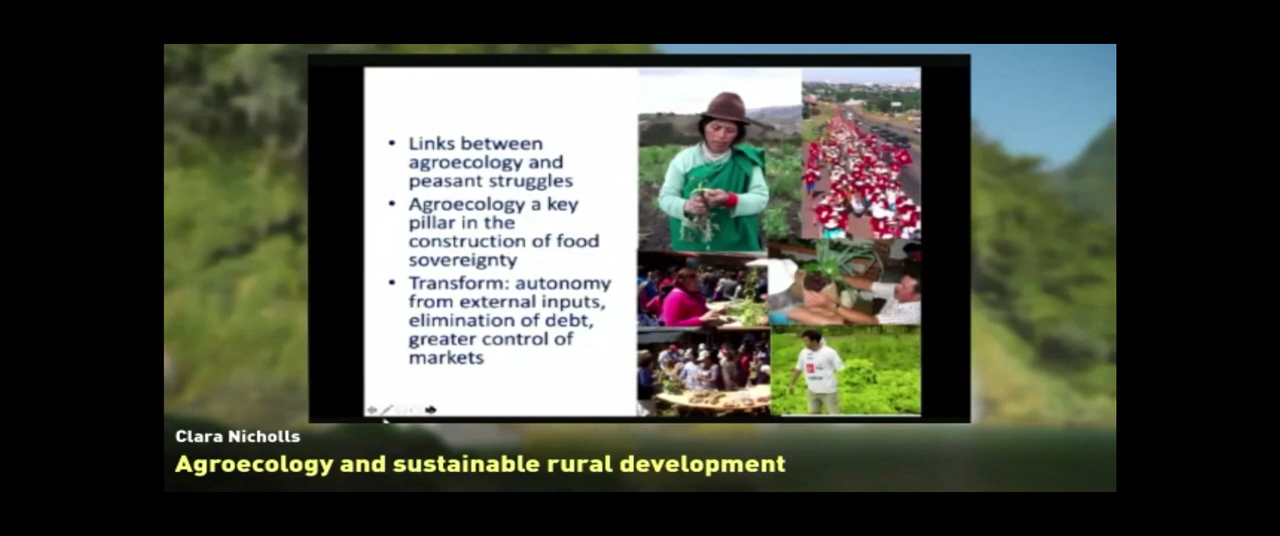 • Links between
agroecology and
peasant struggles
• Agroecology a key
pillar in the
construction of food
sovereignty
• Transform: autonomy
from external inputs,
elimination of debt,
greater control of
markets
Clara Nicholls
Agroecology and sustainable rural development